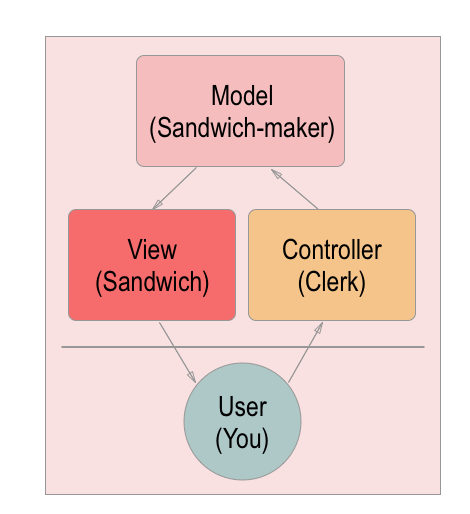 Model
(Sandwich-maker)
View
(Sandwich)
Controller
(Clerk)
User
(You)